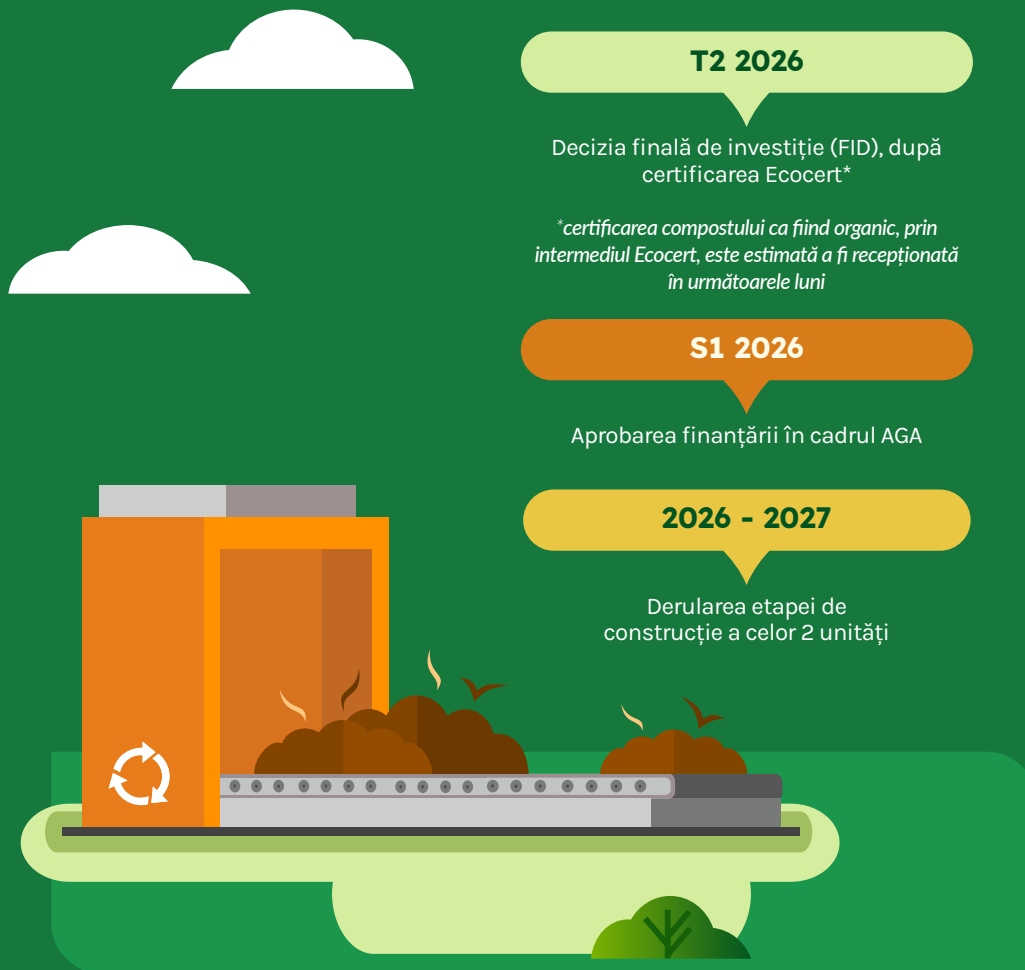 T2 2026
Decizia finală de investiție (FID), după
certificarea Ecocert*
*certificarea compostului ca fiind organic, prin
intermediul Ecocert, este estimată a fi recepționată
în următoarele luni
S1 2026
Aprobarea finanțării în cadrul AGA
2026 - 2027
Derularea etapei de
construcție a celor 2 unități